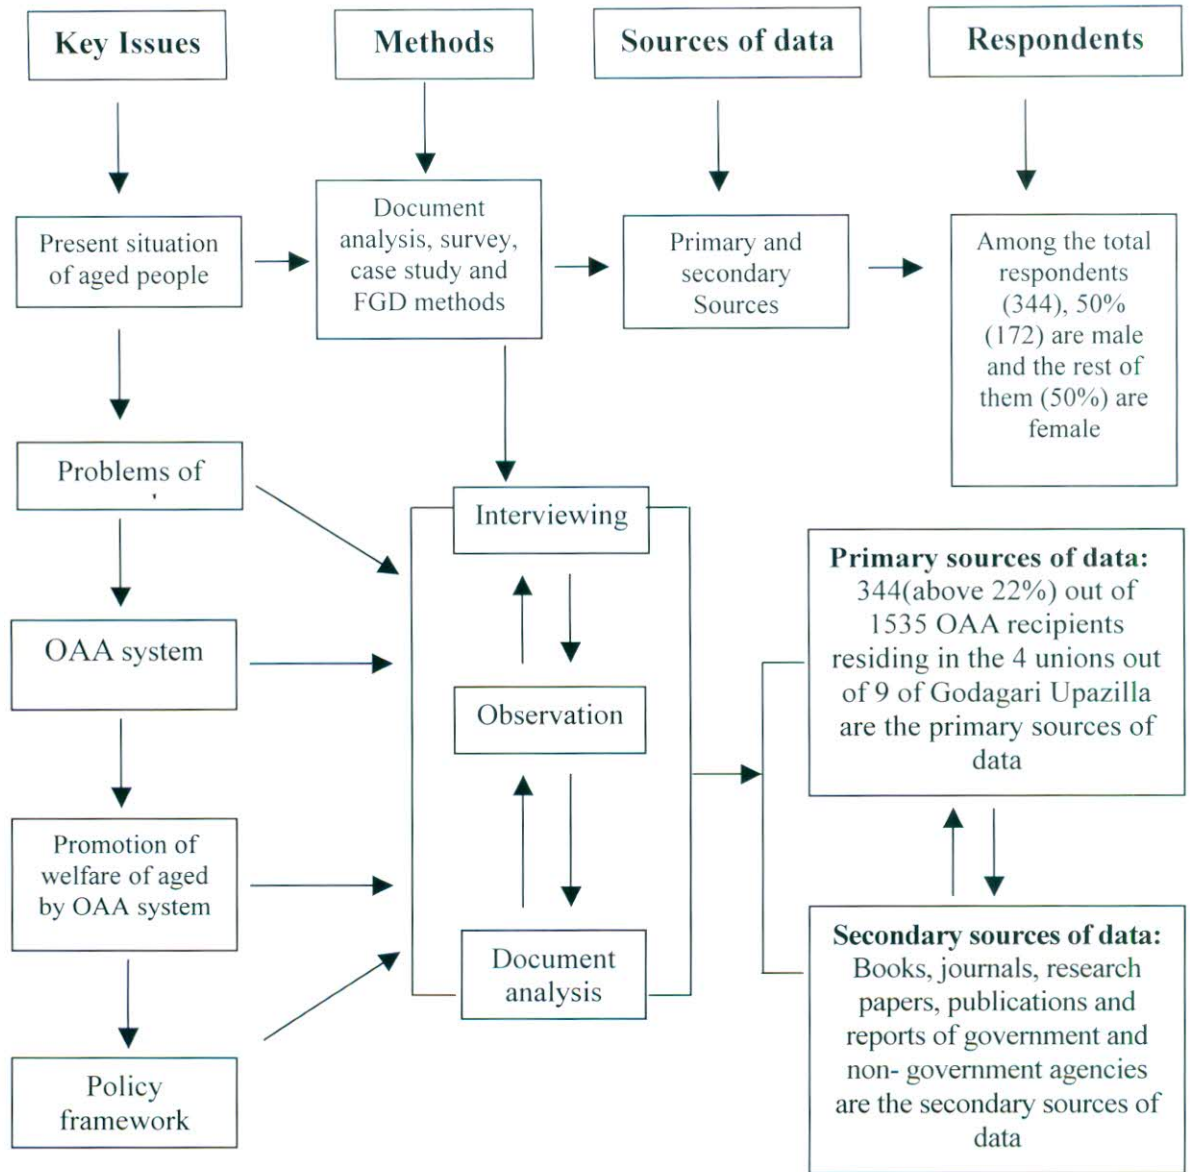 Key Issues
Methods
Sources of data
Respondents
Present situation
of aged people
Document
analysis, survey,
case study and
FGD methods
Primary and
secondary
Sources
Among the total
respondents
(344), 50%
(172) are male
and the rest of
them (50%) are
female
Problems of
OAA system
Promotion of
welfare of aged
by OAA system
Policy
framework
Interviewing
Observation
Document
analysis
Primary sources of data:
344(above 22%) out of
1535 OAA recipients
residing in the 4 unions out
of 9 of Godagari Upazilla
are the primary sources of
data
Secondary sources of data:
Books, journals, research
papers, publications and
reports of government and
non- government agencies
are the secondary sources of
data